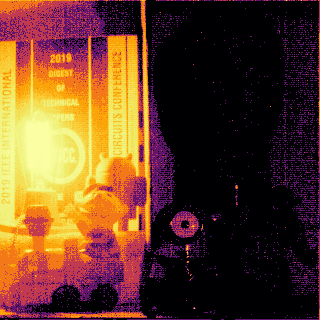 2019 IEEE INTERNATIONAL
2019
DIGEST
OF
TECHNICAL
PAPERS
CIRCUITS CONFERENCE